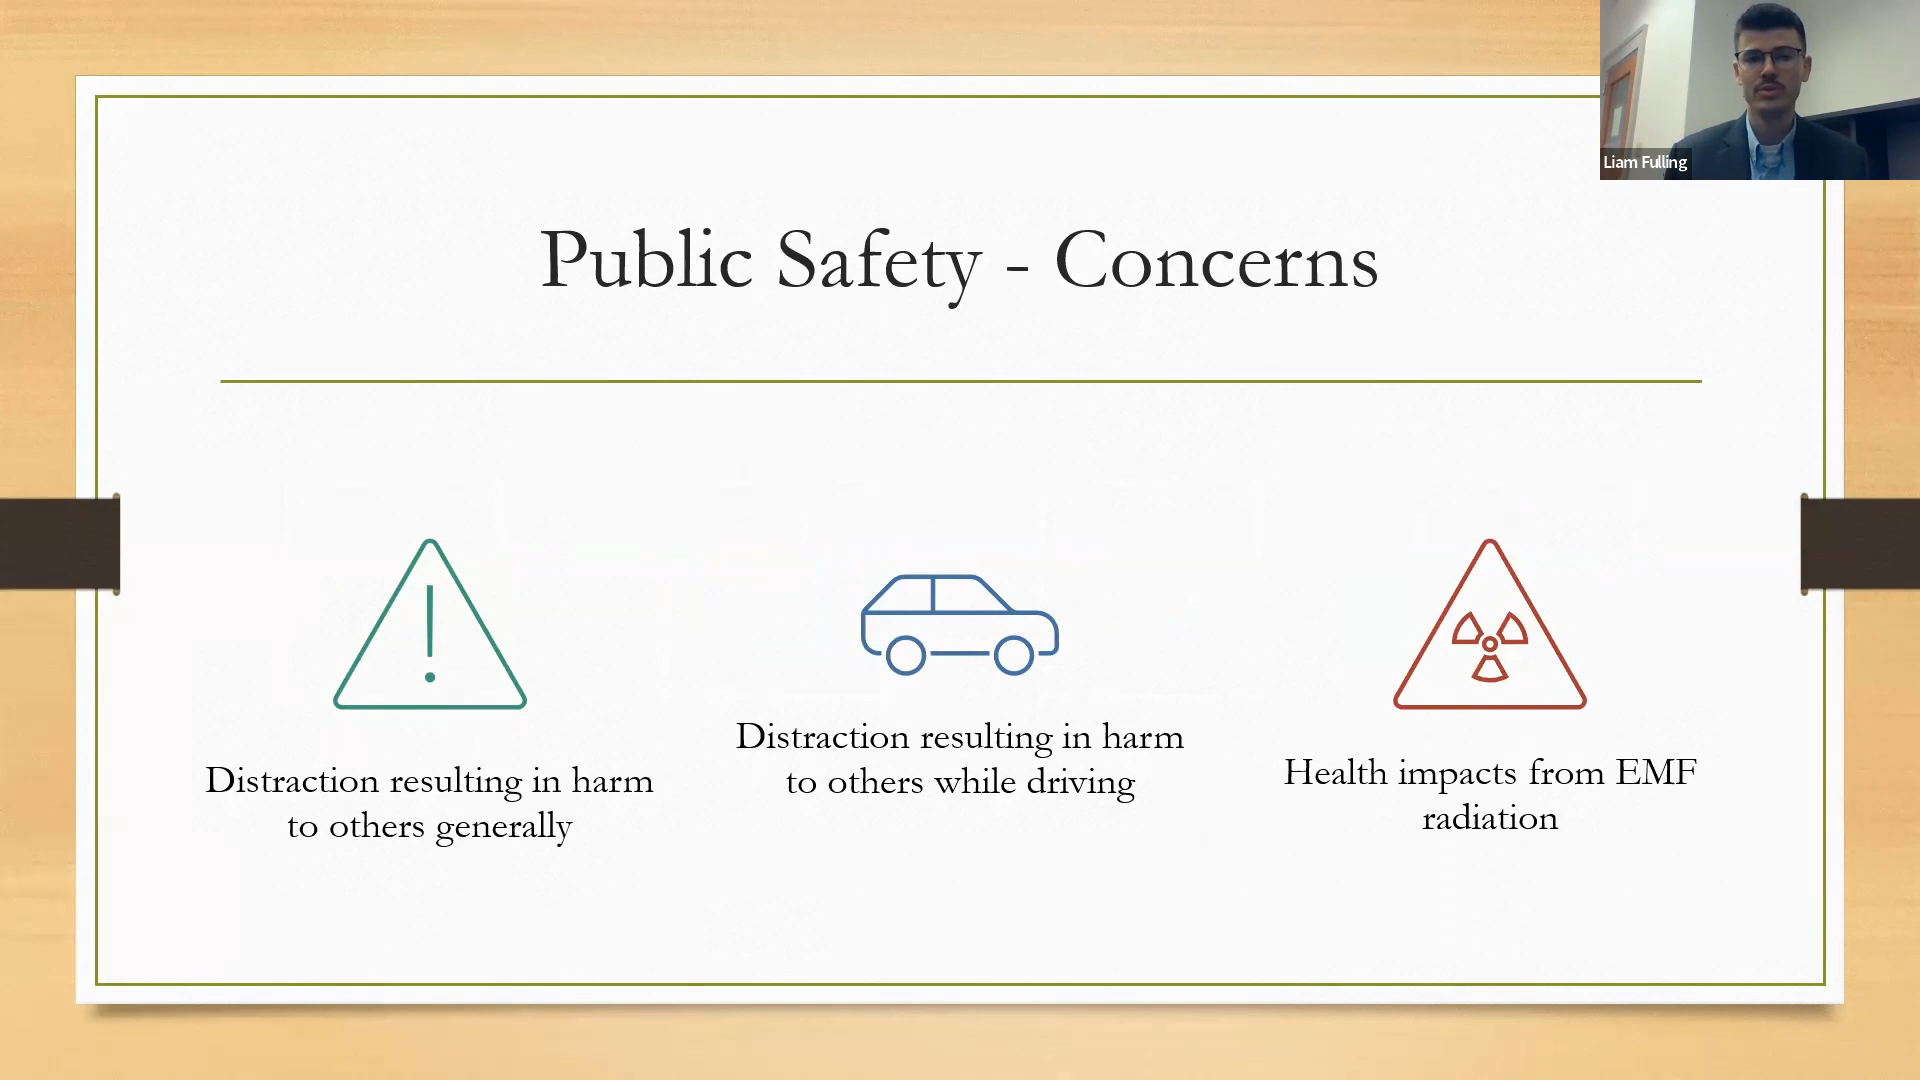 Liam Fulling
Public Safety - Concerns
Distraction resulting in harm
to others generally
Distraction resulting in harm
to others while driving
Health impacts from EMF
radiation